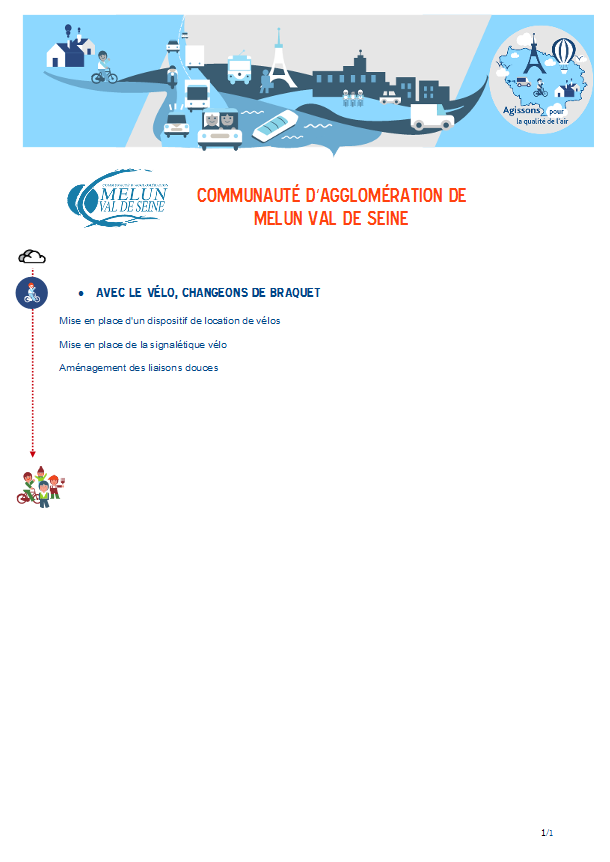 Agissons pour
la qualité de l'air
COMMUNAUTÉ D'AGGLOMÉRATION
MELUN
VAL DE SEINE
COMMUNAUTÉ D'AGGLOMÉRATION DE
MELUN VAL DE SEINE
• AVEC LE VÉLO, CHANGEONS DE BRAQUET
Mise en place d'un dispositif de location de vélos
Mise en place de la signalétique vélo
Aménagement des liaisons douces
1/1